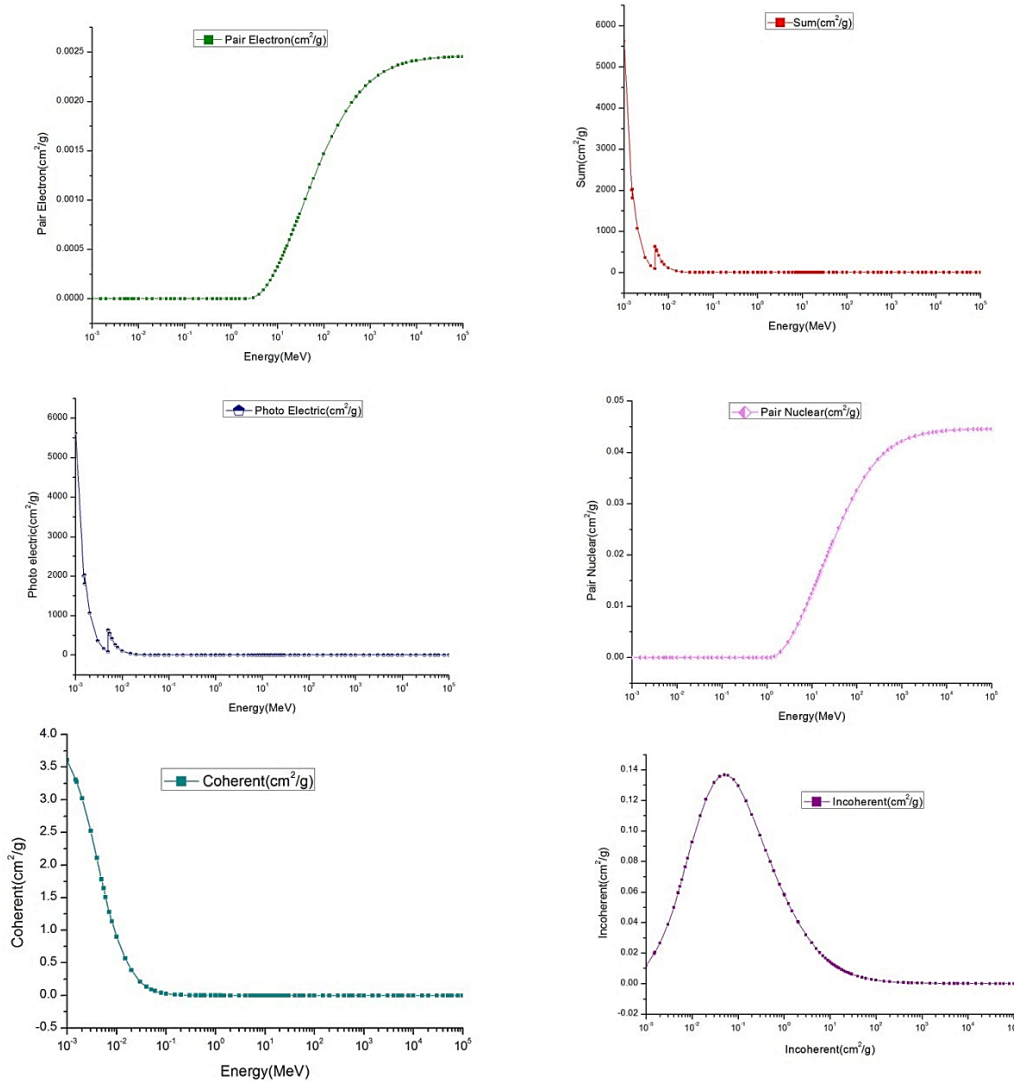 Pair Electron(cm²/g)
Pair Electron(cm²/g)
0.0025
0.0020
0.0015
0.0010
0.0005
0.0000
10⁻³ 10⁻² 10⁻¹ 10⁰ 10¹ 10² 10³ 10⁴ 10⁵
Energy(MeV)
Sum(cm²/g)
Sum(cm²/g)
6000
5000
4000
3000
2000
1000
0
10⁻³ 10⁻² 10⁻¹ 10⁰ 10¹ 10² 10³ 10⁴ 10⁵
Energy(MeV)
Photo Electric(cm²/g)
Photo electric(cm²/g)
6000
5000
4000
3000
2000
1000
0
10⁻³ 10⁻² 10⁻¹ 10⁰ 10¹ 10² 10³ 10⁴ 10⁵
Energy(MeV)
Pair Nuclear(cm²/g)
Pair Nuclear(cm²/g)
0.05
0.04
0.03
0.02
0.01
0.00
10⁻³ 10⁻² 10⁻¹ 10⁰ 10¹ 10² 10³ 10⁴ 10⁵
Energy(MeV)
Coherent(cm²/g)
Coherent(cm²/g)
4.0
3.5
3.0
2.5
2.0
1.5
1.0
0.5
0.0
-0.5
10⁻³ 10⁻² 10⁻¹ 10⁰ 10¹ 10² 10³ 10⁴ 10⁵
Energy(MeV)
Incoherent(cm²/g)
Incoherent(cm²/g)
0.14
0.12
0.10
0.08
0.06
0.04
0.02
0.00
-0.02
10⁻³ 10⁻² 10⁻¹ 10⁰ 10¹ 10² 10³ 10⁴
Incoherent(cm²/g)